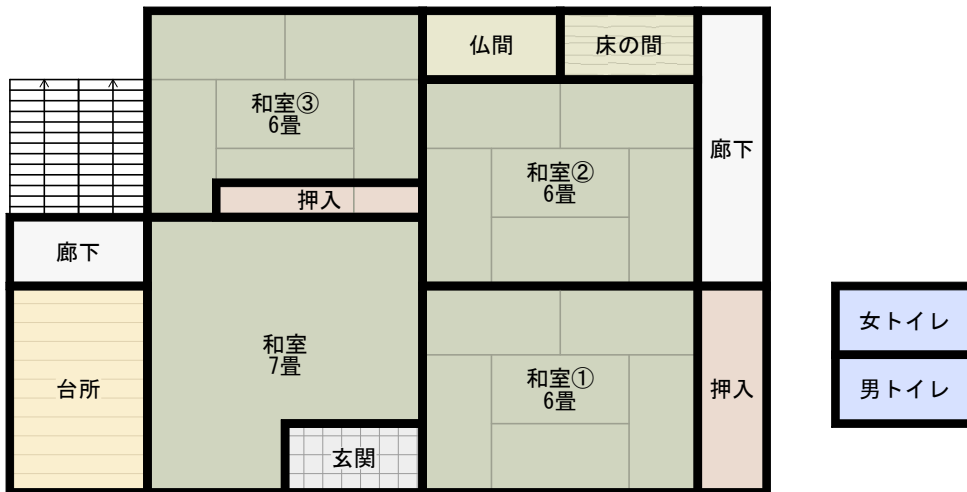 仏間
床の間
和室③
6畳
廊下
和室②
6畳
押入
廊下
女トイレ
和室
7畳
和室①
6畳
台所
押入
男トイレ
玄関